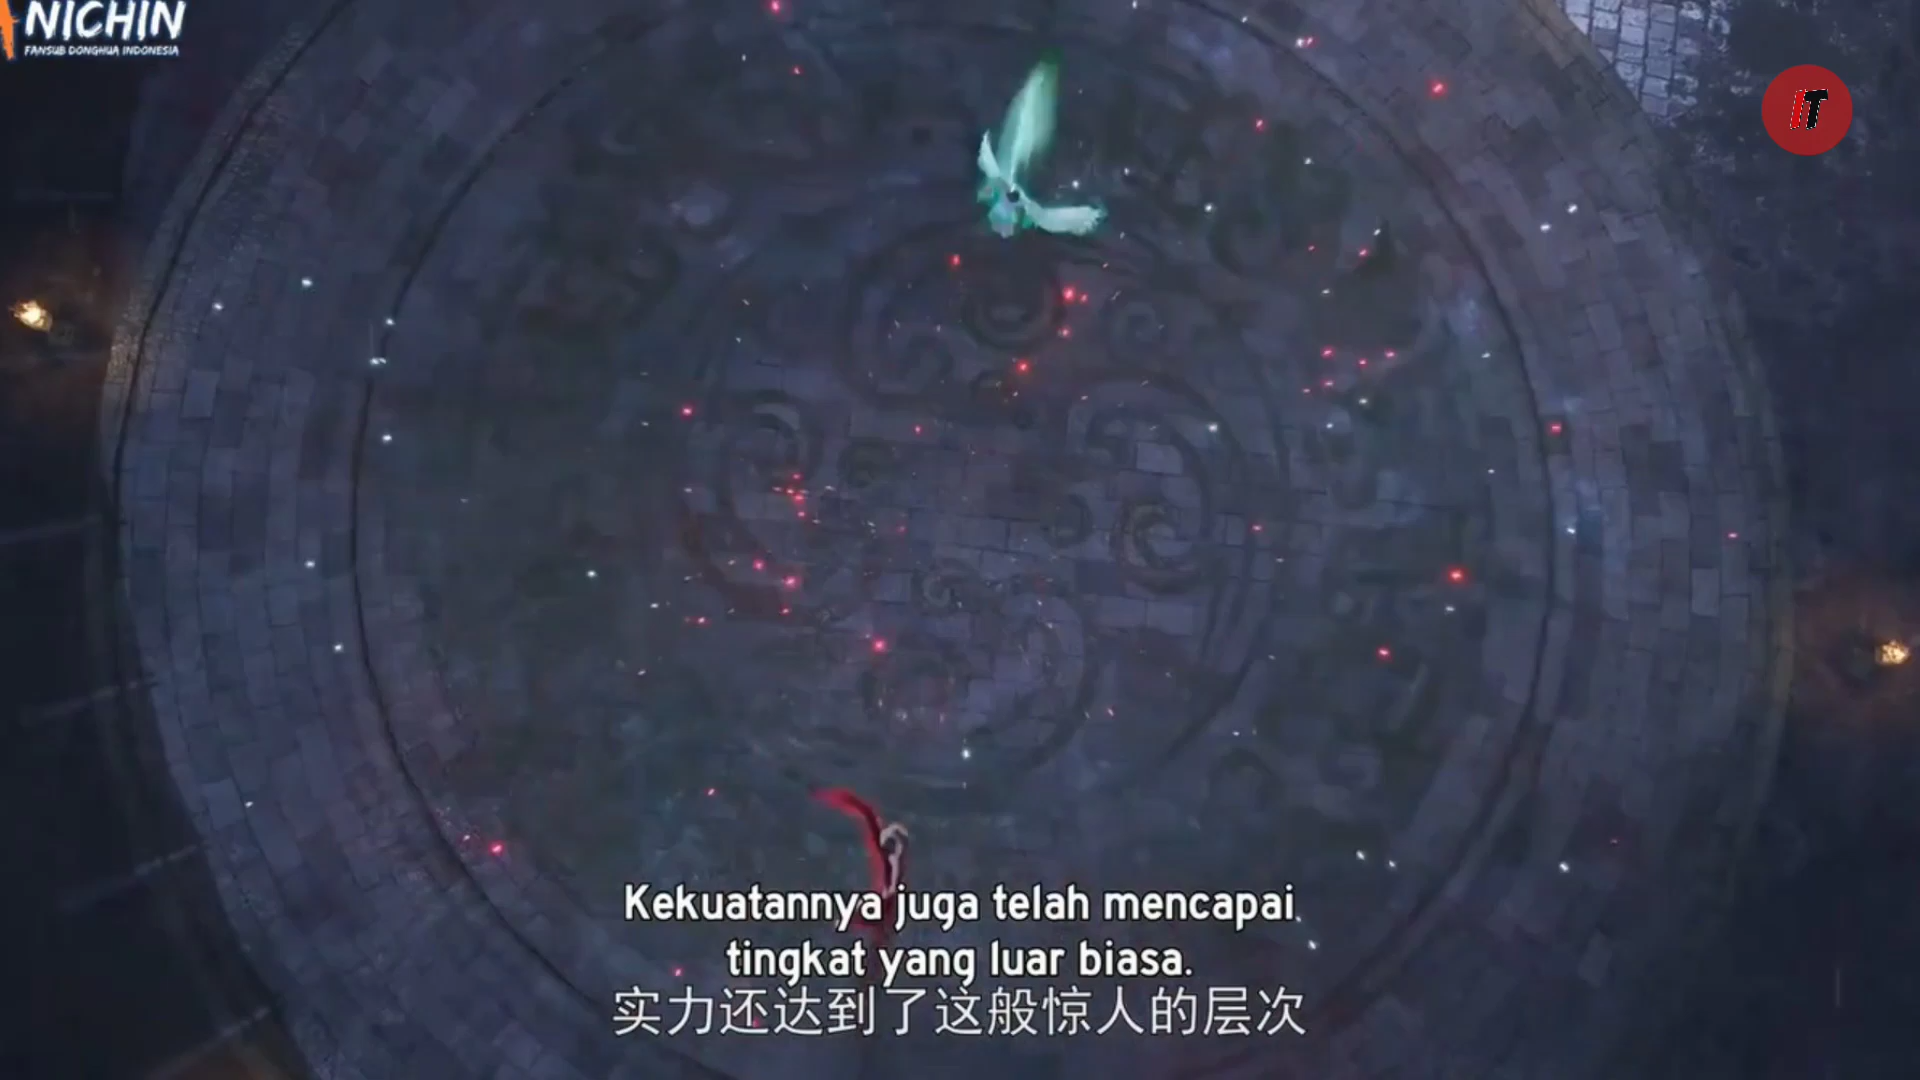 NICHIN
FANSUB DONGHUA INDONESIA
IT
Kekuatannya juga telah mencapai
tingkat yang luar biasa.
实力还达到了这般惊人的层次